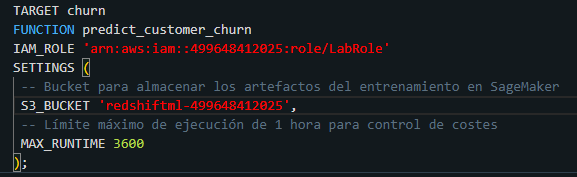 TARGET churn
FUNCTION predict_customer_churn
IAM_ROLE 'arn:aws:iam::499648412025:role/LabRole'
SETTINGS (
-- Bucket para almacenar los artefactos del entrenamiento en SageMaker
S3_BUCKET 'redshiftml-499648412025',
-- Límite máximo de ejecución de 1 hora para control de costes
MAX_RUNTIME 3600
);